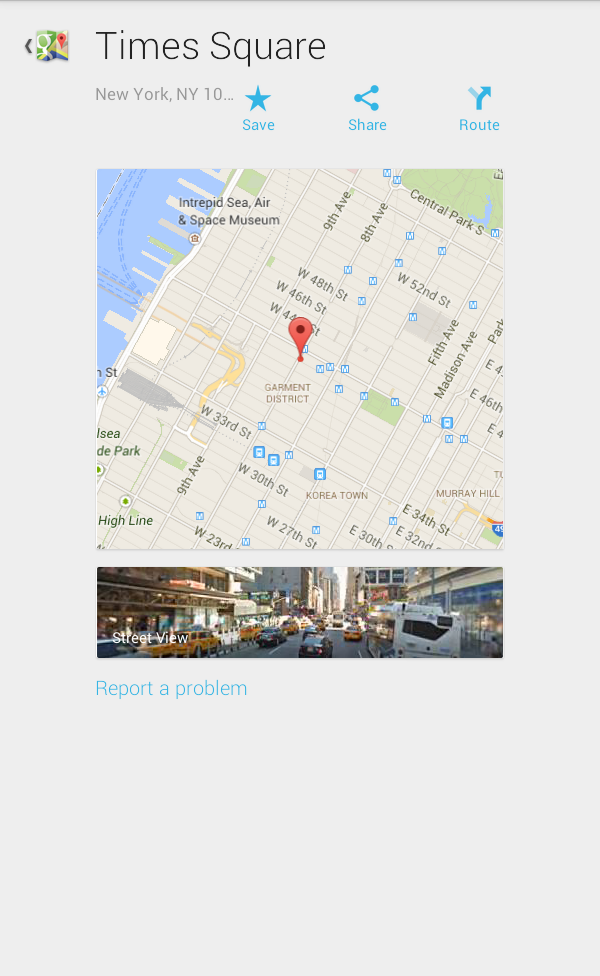 Times Square
New York, NY 10...
Save
Share
Route
Intrepid Sea, Air
& Space Museum
9th Ave
8th Ave
Central Park S
W 48th St
W 46th St
W 44th St
W 52nd St
Fifth Ave
Madison Ave
Park
E 4
E 46th
n St
GARMENT
DISTRICT
W 33rd St
lsea
de Park
9th Ave
W 30th St
KOREA TOWN
MURRAY HILL
High Line
W 23rd
W 27th St
E 30th S
E 34th St
E 32nd
49
Street View
Report a problem